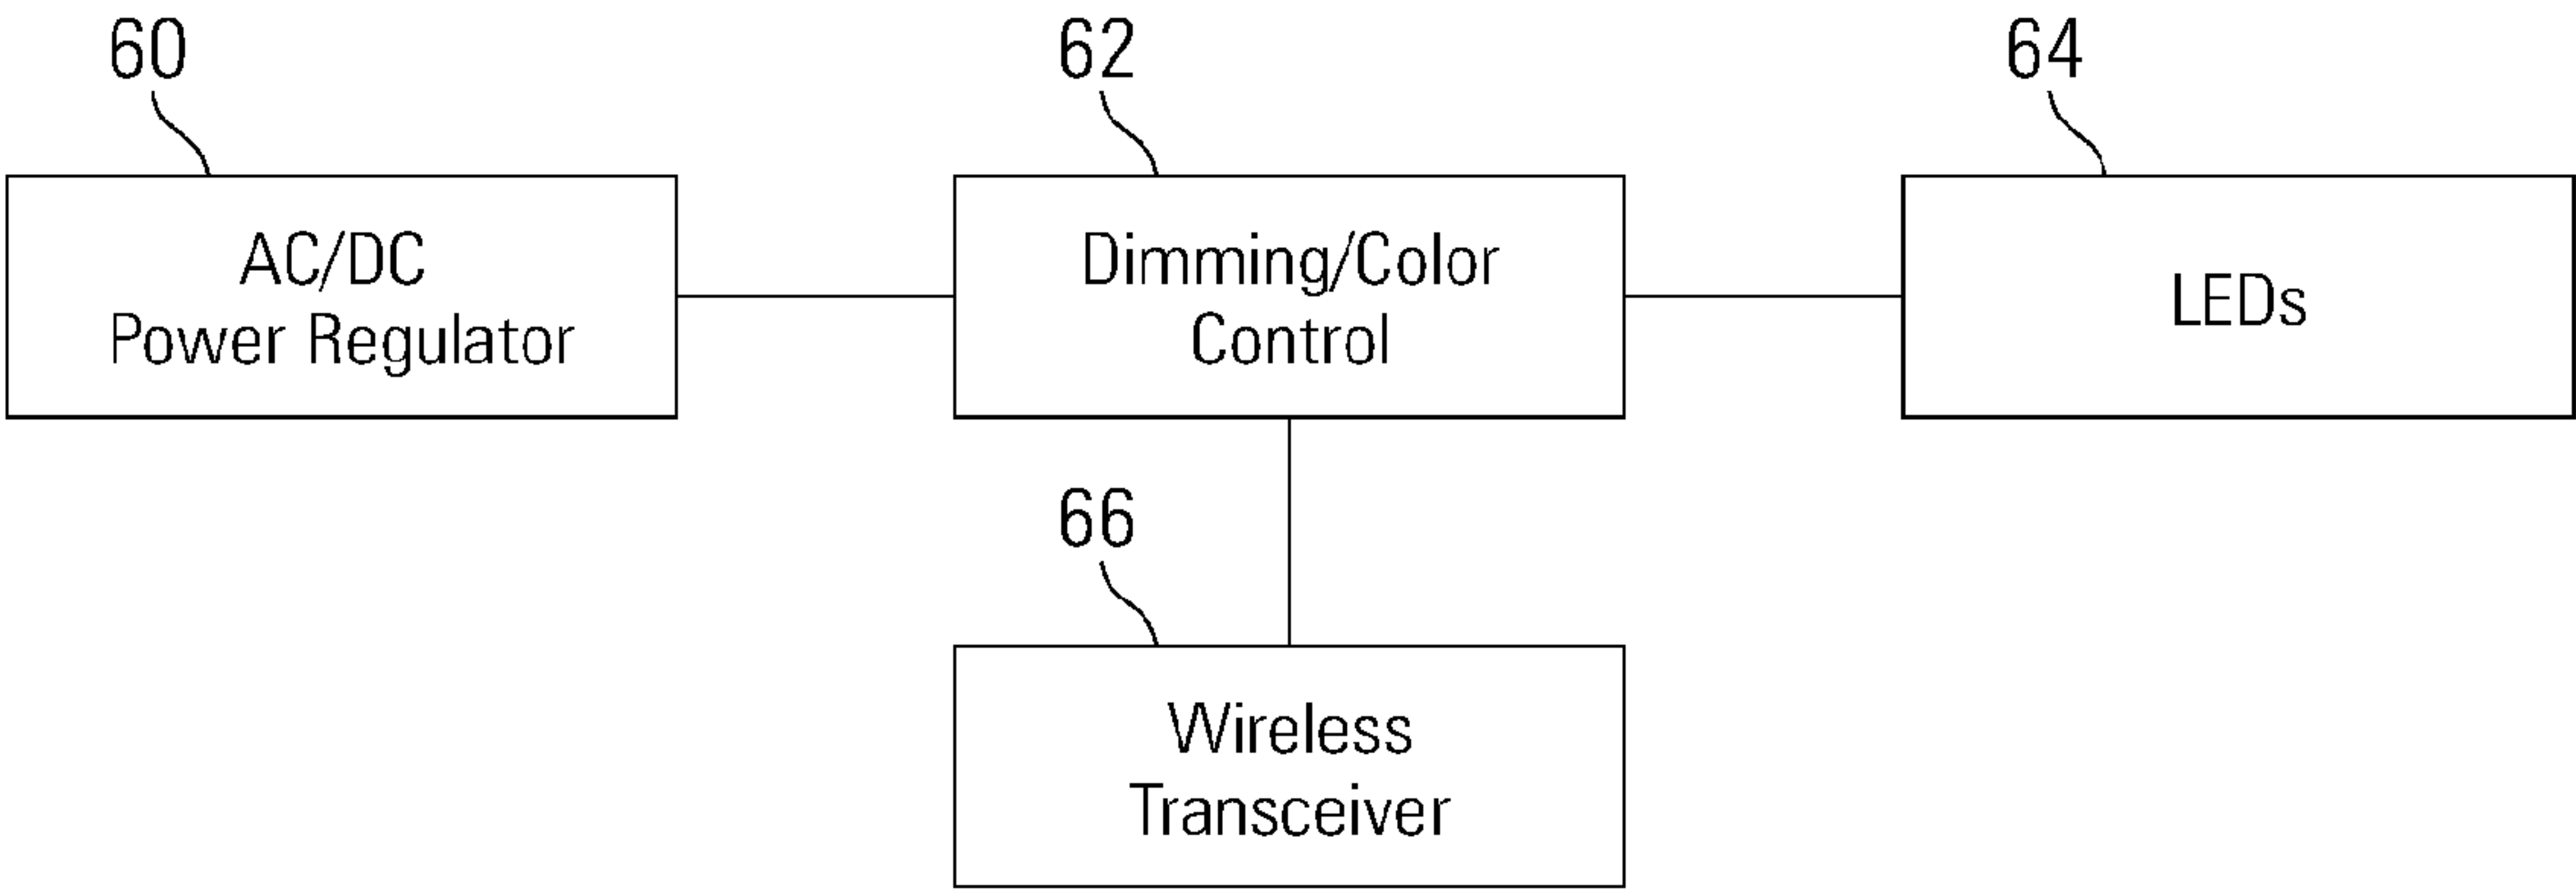 60
62
64
AC/DC
Power Regulator
Dimming/Color
Control
LEDs
66
Wireless
Transceiver